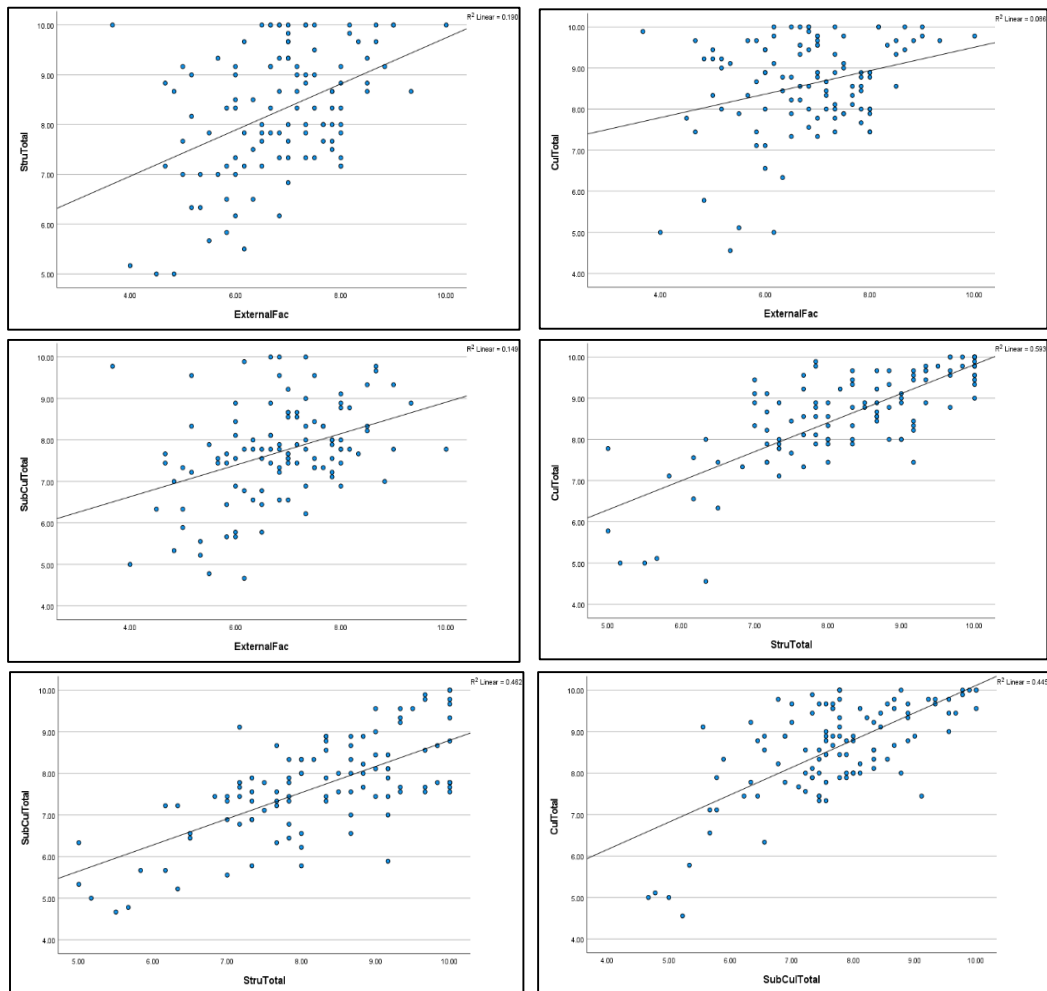 R² Linear = 0.190
10.00
9.00
8.00
7.00
6.00
5.00
StruTotal
4.00 6.00 8.00 10.00
ExternalFac
R² Linear = 0.086
10.00
9.00
8.00
7.00
6.00
5.00
4.00
CulTotal
4.00 6.00 8.00 10.00
ExternalFac
R² Linear = 0.149
10.00
9.00
8.00
7.00
6.00
5.00
4.00
SubCulTotal
4.00 6.00 8.00 10.00
ExternalFac
R² Linear = 0.593
10.00
9.00
8.00
7.00
6.00
5.00
4.00
CulTotal
5.00 6.00 7.00 8.00 9.00 10.00
StruTotal
R² Linear = 0.462
10.00
9.00
8.00
7.00
6.00
5.00
4.00
SubCulTotal
5.00 6.00 7.00 8.00 9.00 10.00
StruTotal
R² Linear = 0.445
10.00
9.00
8.00
7.00
6.00
5.00
4.00
CulTotal
4.00 5.00 6.00 7.00 8.00 9.00 10.00
SubCulTotal